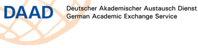 DAAD
Deutscher Akademischer Austausch Dienst
German Academic Exchange Service